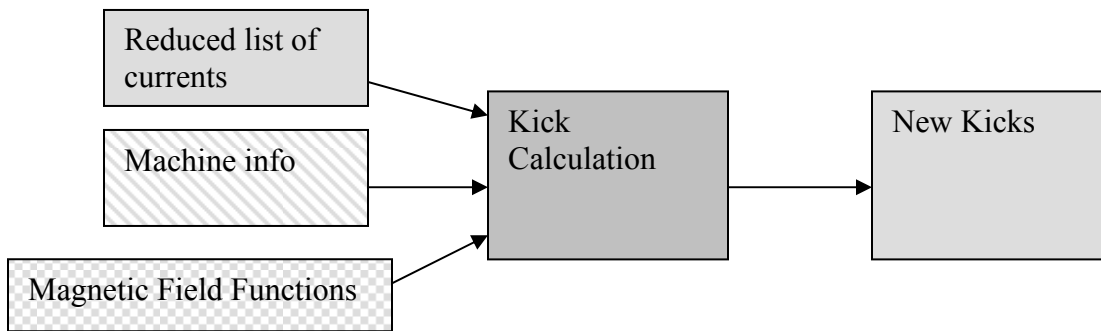 Reduced list of
currents
Machine info
Magnetic Field Functions
Kick
Calculation
New Kicks